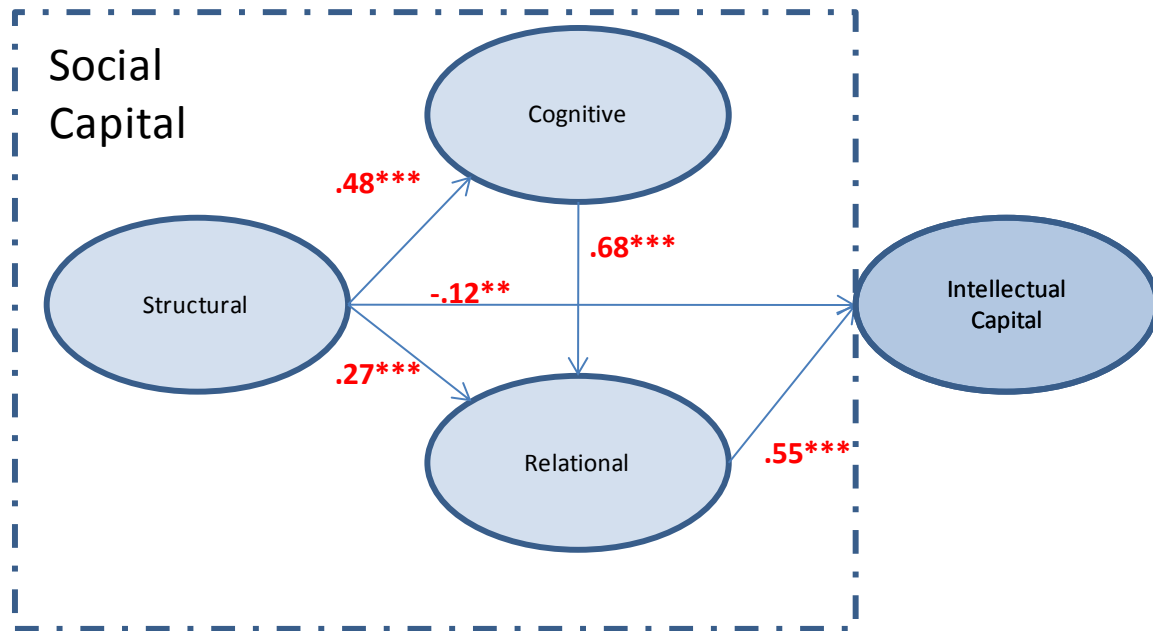 Social
Capital
Cognitive
.48***
.68***
Structural
-.12**
Intellectual
Capital
.27***
Relational
.55***